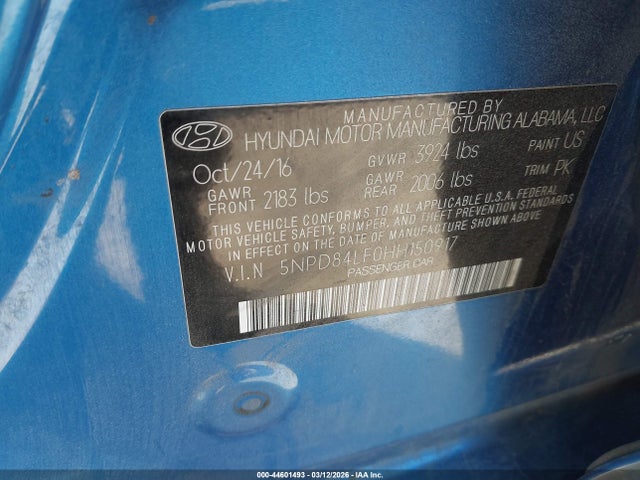 MANUFACTURED BY
HYUNDAI MOTOR MANUFACTURING ALABAMA, LLC
Oct/24/16 GVWR 3924 lbs PAINT US
GAWR FRONT 2183 lbs GAWR REAR 2006 lbs TRIM PK
THIS VEHICLE CONFORMS TO ALL APPLICABLE U.S.A. FEDERAL
MOTOR VEHICLE SAFETY, BUMPER, AND THEFT PREVENTION STANDARDS
IN EFFECT ON THE DATE OF MANUFACTURE SHOWN ABOVE.
V.I.N 5NPD84LF0HH150917
PASSENGER CAR
000-44601493 - 03/12/2026 - IAA Inc.